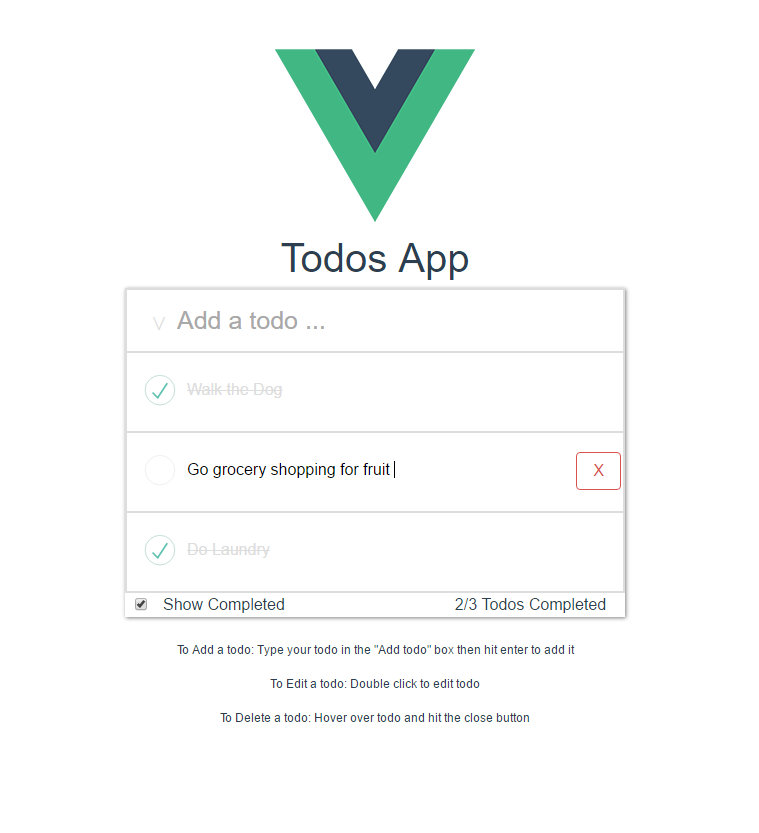 Todos App
Add a todo ...
Walk the Dog
Go grocery shopping for fruit
X
Do Laundry
Show Completed 2/3 Todos Completed
To Add a todo: Type your todo in the "Add todo" box then hit enter to add it
To Edit a todo: Double click to edit todo
To Delete a todo: Hover over todo and hit the close button